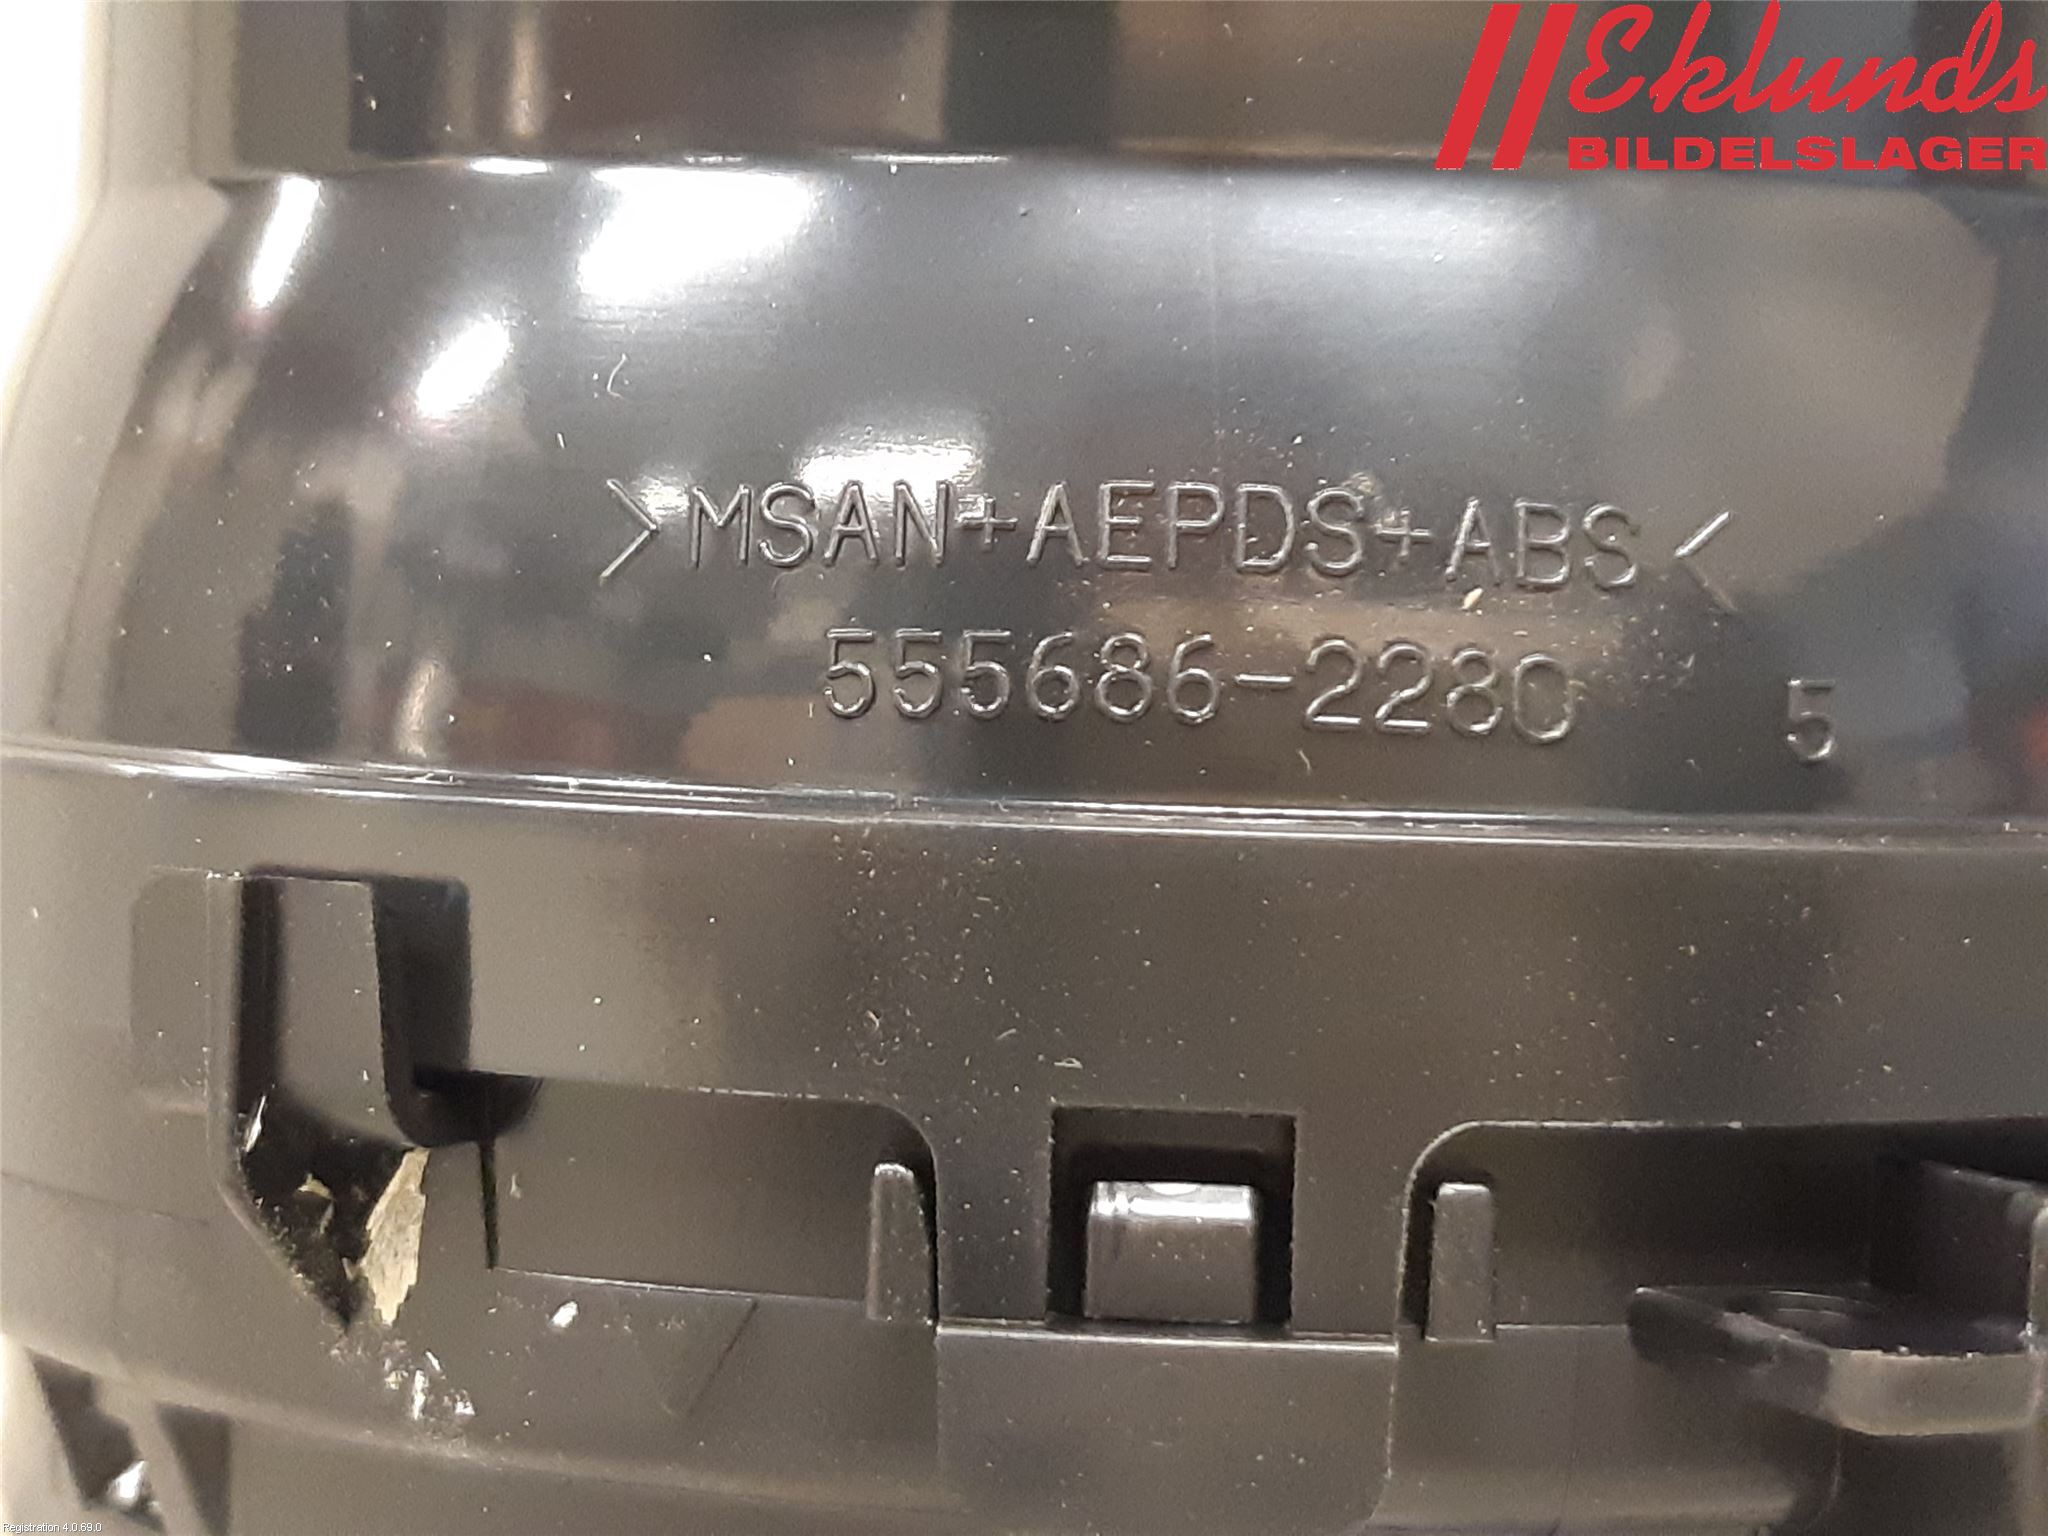 Eklunds
BILDELSLAGER
>MSAN+AEPDS+ABS<
555686-2280 5
Registration 4.0.69.0